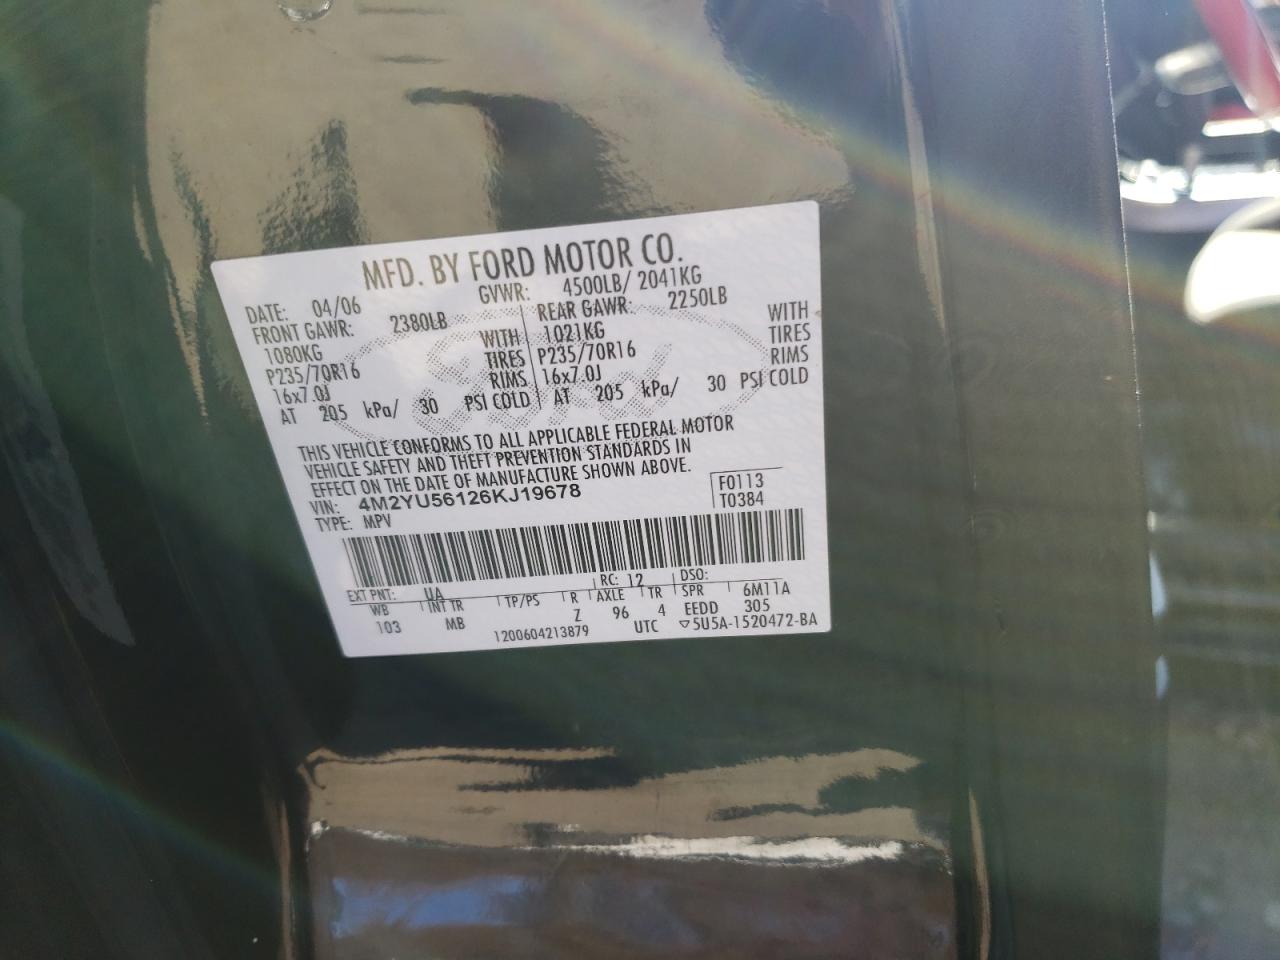 MFD. BY FORD MOTOR CO.
DATE: 04/06 GVWR: 4500LB/ 2041KG
FRONT GAWR: 2380LB REAR GAWR: 2250LB
1080KG WITH 1021KG WITH
P235/70R16 TIRES P235/70R16 TIRES
16x7.0J RIMS 16x7.0J RIMS
AT 205 kPa/ 30 PSI COLD AT 205 kPa/ 30 PSI COLD
THIS VEHICLE CONFORMS TO ALL APPLICABLE FEDERAL MOTOR
VEHICLE SAFETY AND THEFT PREVENTION STANDARDS IN
EFFECT ON THE DATE OF MANUFACTURE SHOWN ABOVE.
VIN: 4M2YU56126KJ19678 F0113
TYPE: MPV T0384
EXT PNT: UA RC: 12 DSO:
WB INT TR TP/PS R AXLE TR SPR 6M11A
103 MB Z 96 4 EEDD 305
1200604213879 UTC ▽5U5A-1520472-BA